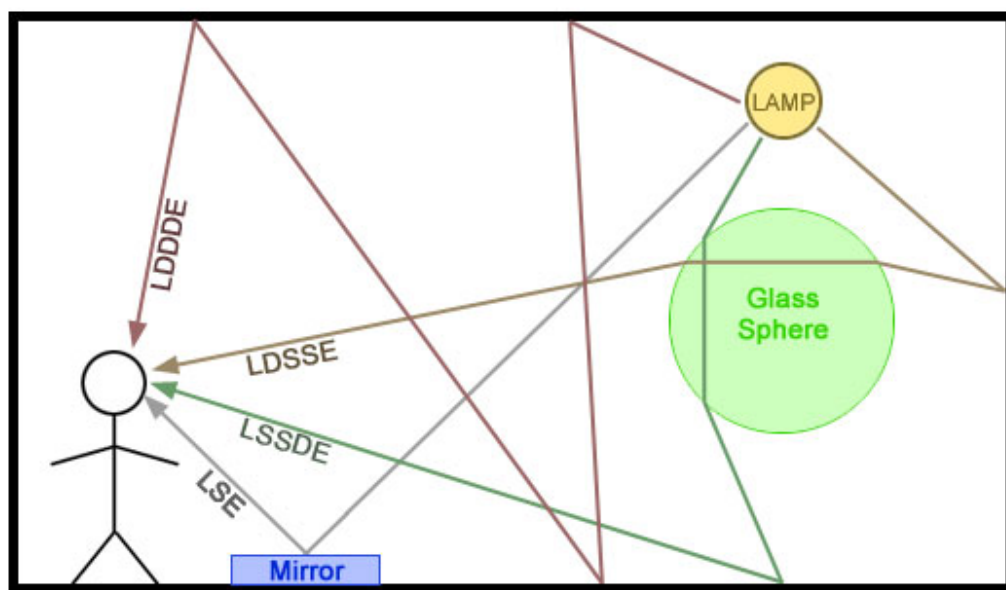 LAMP
LDDDE
Glass
Sphere
LDSSE
LSSDE
LSE
Mirror